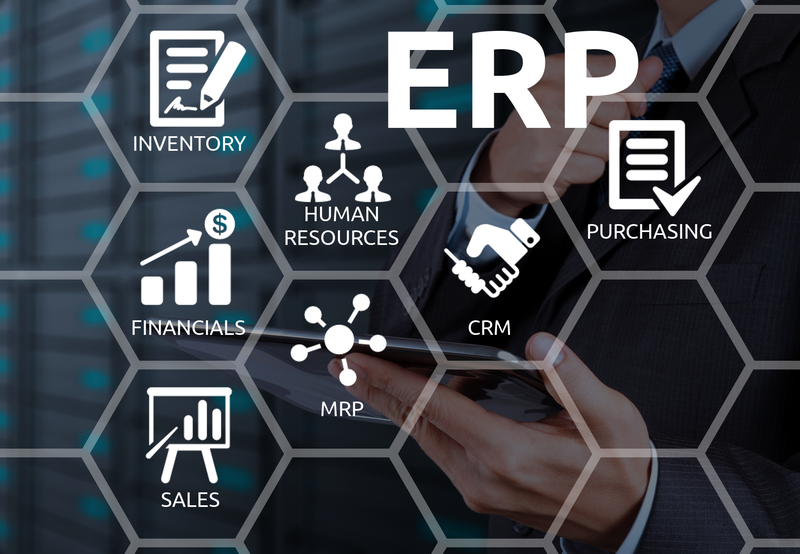 ERP
INVENTORY
HUMAN
RESOURCES
PURCHASING
$
FINANCIALS
CRM
MRP
SALES